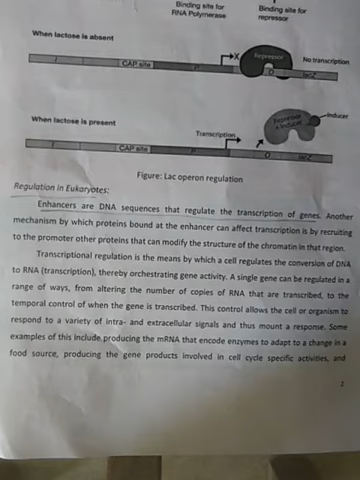 Binding site for
RNA Polymerase
Binding site for
repressor
When lactose is absent
X
Repressor
No transcription
I
CAP site
P
O
lacZ
When lactose is present
Transcription
Repressor
+ Inducer
Inducer
I
CAP site
P
O
lacZ
Figure: Lac operon regulation
Regulation in Eukaryotes:
Enhancers are DNA sequences that regulate the transcription of genes. Another
mechanism by which proteins bound at the enhancer can affect transcription is by recruiting
to the promoter other proteins that can modify the structure of the chromatin in that region.
Transcriptional regulation is the means by which a cell regulates the conversion of DNA
to RNA (transcription), thereby orchestrating gene activity. A single gene can be regulated in a
range of ways, from altering the number of copies of RNA that are transcribed, to the
temporal control of when the gene is transcribed. This control allows the cell or organism to
respond to a variety of intra- and extracellular signals and thus mount a response. Some
examples of this include producing the mRNA that encode enzymes to adapt to a change in a
food source, producing the gene products involved in cell cycle specific activities, and
2